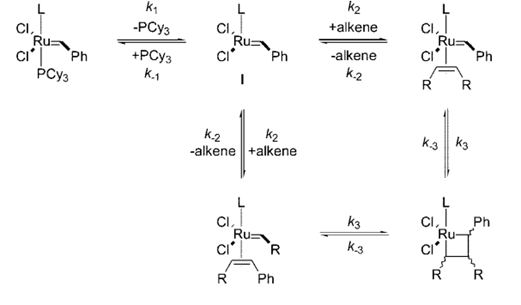 L
Cl
Ru
Cl
Ph
PCy3
k1
-PCy3
+PCy3
k-1
L
Cl
Ru
Cl
Ph
I
k2
+alkene
-alkene
k-2
L
Cl
Ru
Cl
Ph
R R
k-2
-alkene
k2
+alkene
k-3 k3
L
Cl
Ru
Cl
R
R
Ph
k3
k-3
L
Cl
Ru
Cl
Ph
R R